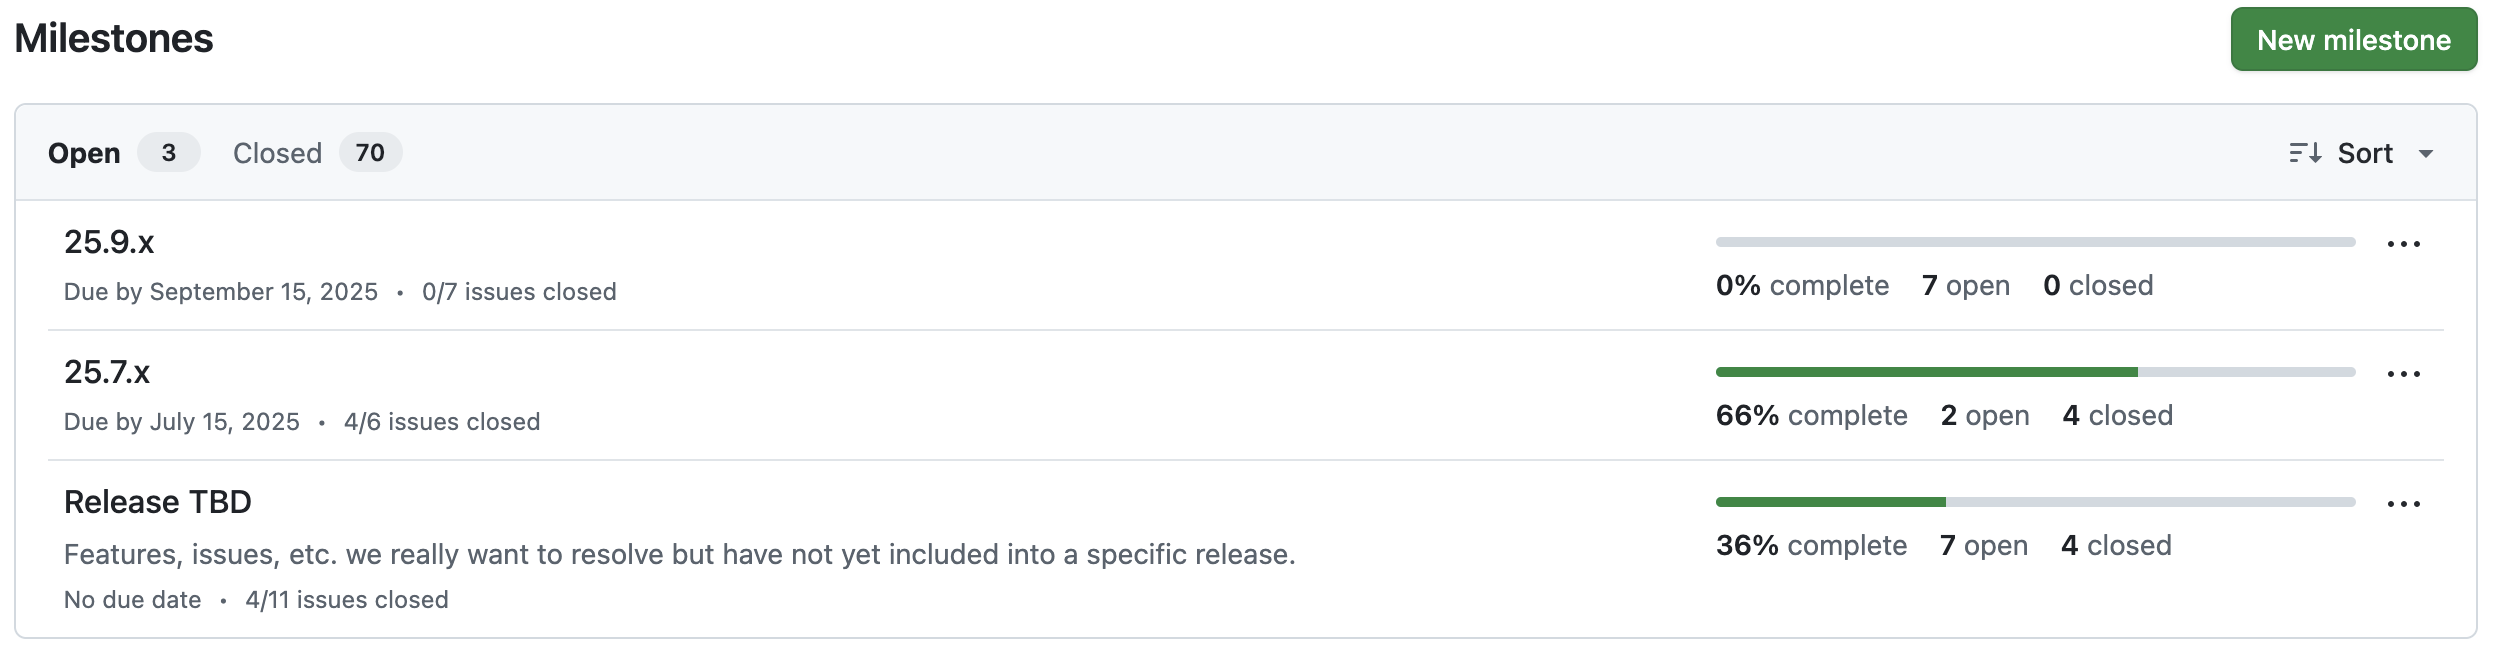 Milestones
New milestone
Open 3 Closed 70
Sort
25.9.x
Due by September 15, 2025 • 0/7 issues closed
0% complete 7 open 0 closed
25.7.x
Due by July 15, 2025 • 4/6 issues closed
66% complete 2 open 4 closed
Release TBD
Features, issues, etc. we really want to resolve but have not yet included into a specific release.
No due date • 4/11 issues closed
36% complete 7 open 4 closed